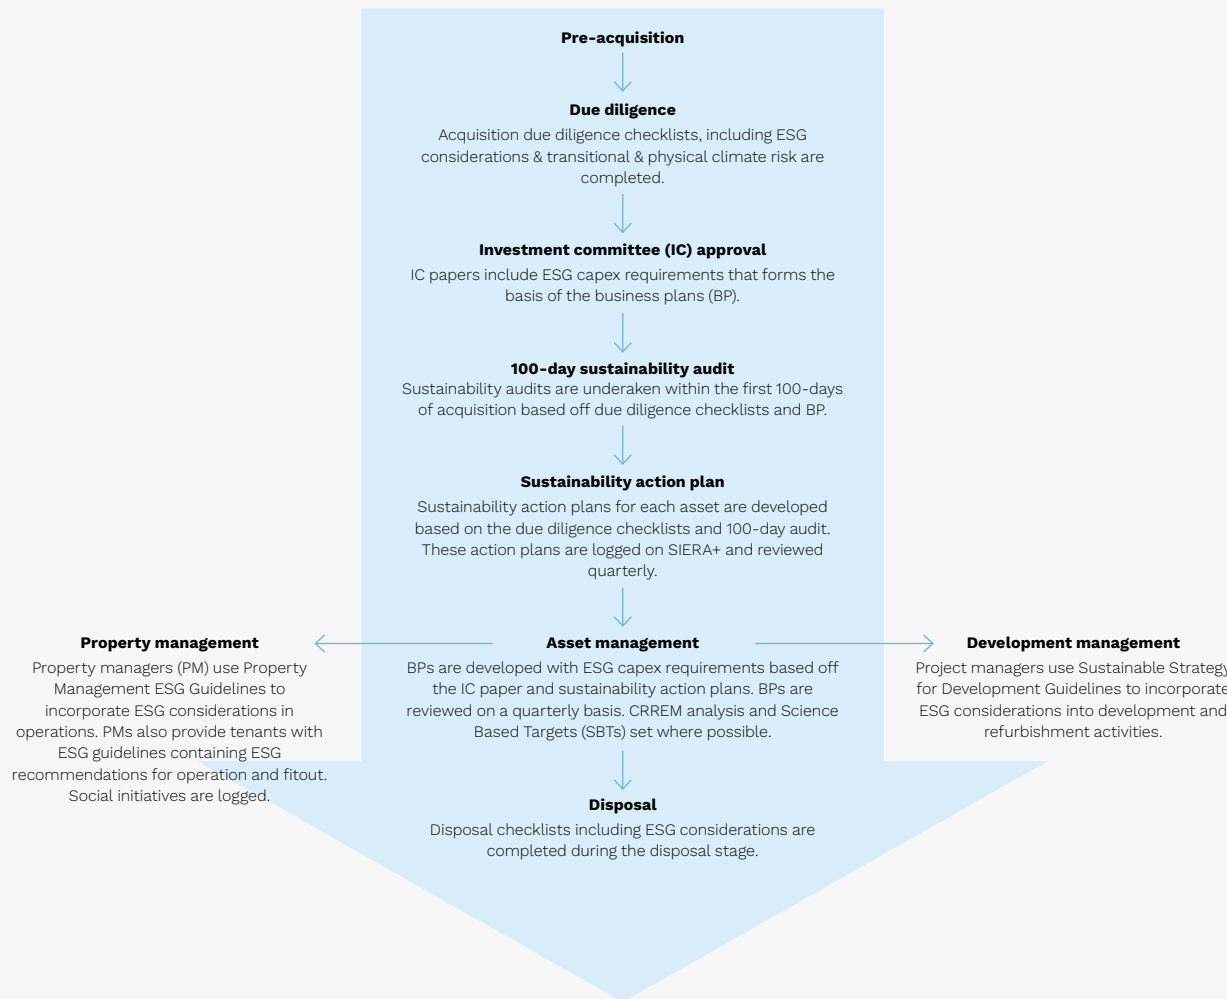 Pre-acquisition
Due diligence
Acquisition due diligence checklists, including ESG
considerations & transitional & physical climate risk are
completed.
Investment committee (IC) approval
IC papers include ESG capex requirements that forms the
basis of the business plans (BP).
100-day sustainability audit
Sustainability audits are underaken within the first 100-days
of acquisition based off due diligence checklists and BP.
Sustainability action plan
Sustainability action plans for each asset are developed
based on the due diligence checklists and 100-day audit.
These action plans are logged on SIERA+ and reviewed
quarterly.
Property management
Property managers (PM) use Property
Management ESG Guidelines to
incorporate ESG considerations in
operations. PMs also provide tenants with
ESG guidelines containing ESG
recommendations for operation and fitout.
Social initiatives are logged.
Asset management
BPs are developed with ESG capex requirements based off
the IC paper and sustainability action plans. BPs are
reviewed on a quarterly basis. CRREM analysis and Science
Based Targets (SBTs) set where possible.
Development management
Project managers use Sustainable Strategy
for Development Guidelines to incorporate
ESG considerations into development and
refurbishment activities.
Disposal
Disposal checklists including ESG considerations are
completed during the disposal stage.